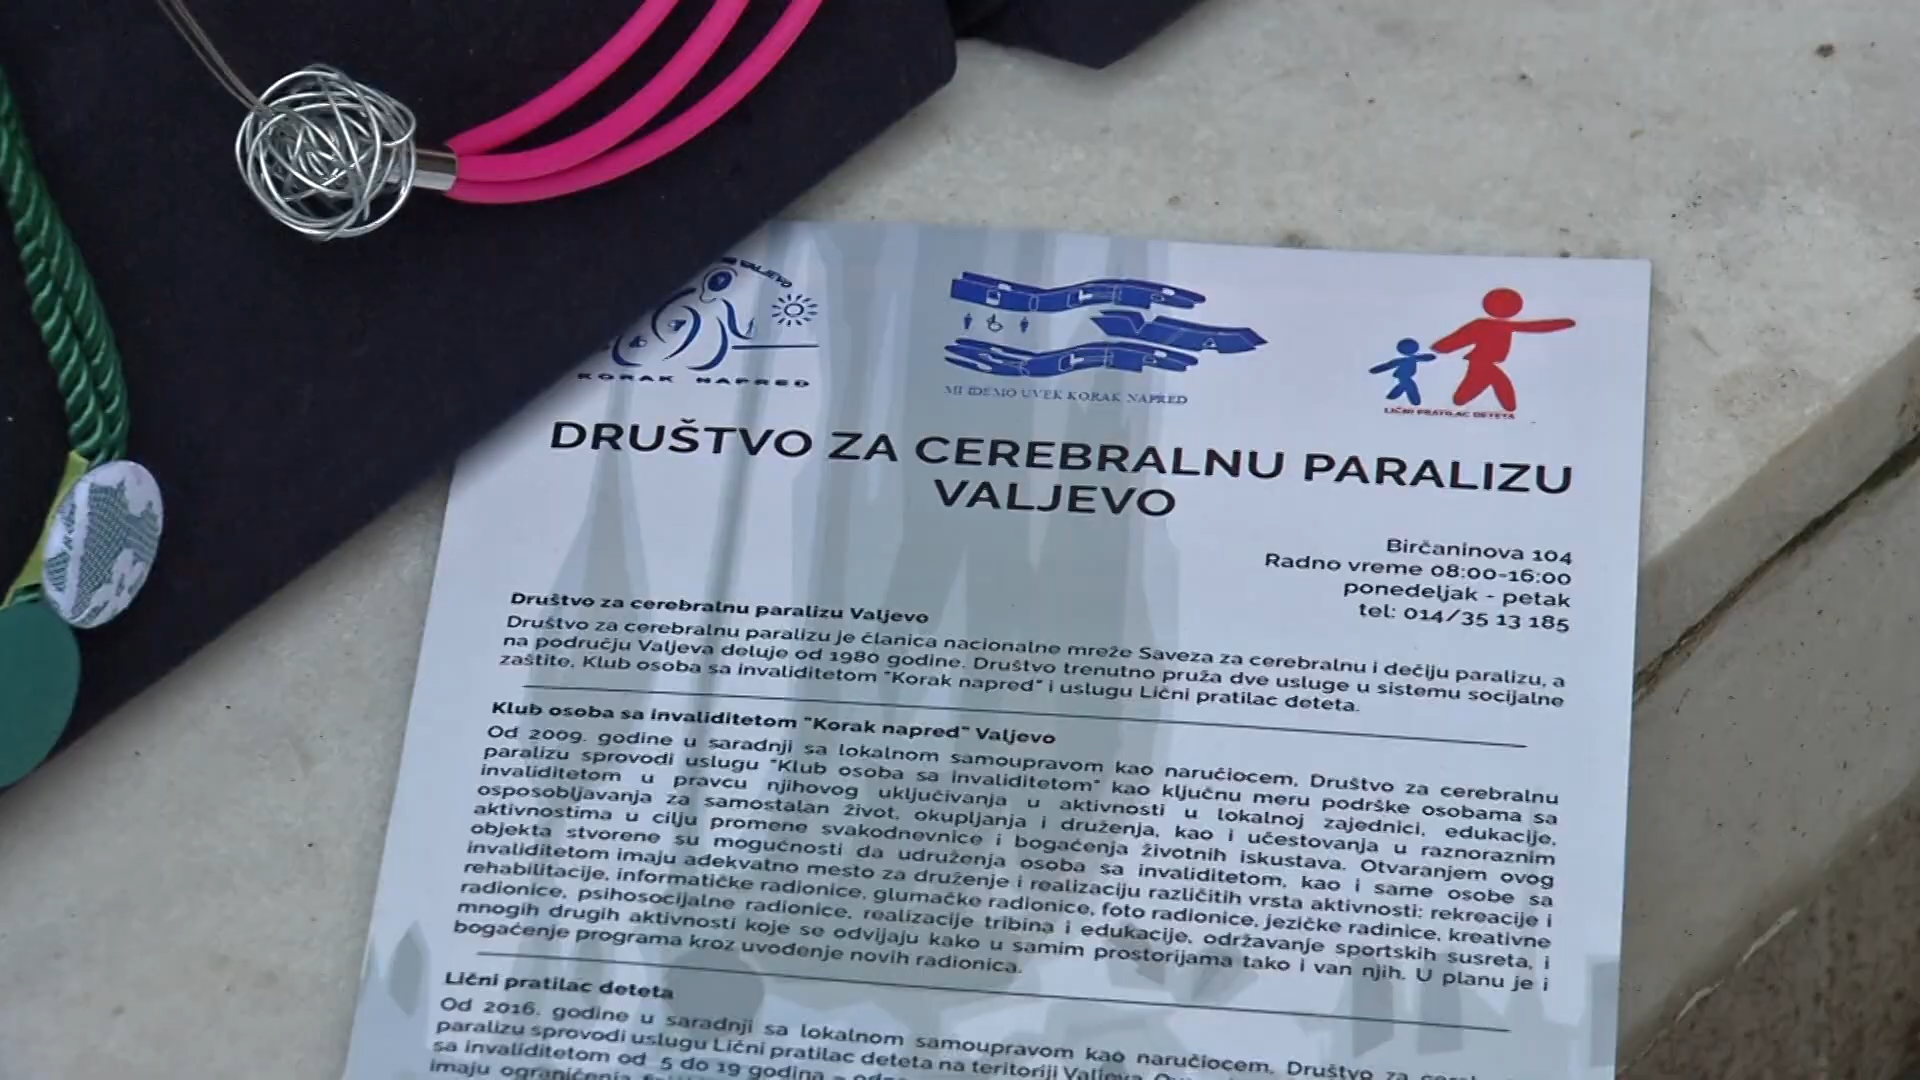 VALJEVO
KORAK NAPRED
MI IDEMO UVEK KORAK NAPRED
LIČNI PRATILAC DETETA
DRUŠTVO ZA CEREBRALNU PARALIZU
VALJEVO
Birčaninova 104
Radno vreme 08:00-16:00
ponedeljak - petak
tel: 014/35 13 185
Društvo za cerebralnu paralizu Valjevo
Društvo za cerebralnu paralizu je članica nacionalne mreže Saveza za cerebralnu i dečiju paralizu, a
na području Valjeva deluje od 1980 godine. Društvo trenutno pruža dve usluge u sistemu socijalne
zaštite, Klub osoba sa invaliditetom "Korak napred" i uslugu Lični pratilac deteta.
Klub osoba sa invaliditetom "Korak napred" Valjevo
Od 2009. godine u saradnji sa lokalnom samoupravom kao naručiocem, Društvo za cerebralnu
paralizu sprovodi uslugu "Klub osoba sa invaliditetom" kao ključnu meru podrške osobama sa
invaliditetom u pravcu njihovog uključivanja u aktivnosti u lokalnoj zajednici, edukacije,
osposobljavanja za samostalan život, okupljanja i druženja, kao i učestovanja u raznoraznim
aktivnostima u cilju promene svakodnevnice i bogaćenja životnih iskustava. Otvaranjem ovog
objekta stvorene su mogućnosti da udruženja osoba sa invaliditetom, kao i same osobe sa
invaliditetom imaju adekvatno mesto za druženje i realizaciju različitih vrsta aktivnosti: rekreacije i
rehabilitacije, informatičke radionice, glumačke radionice, foto radionice, jezičke radinice, kreativne
radionice, psihosocijalne radionice, realizacije tribina i edukacije, održavanje sportskih susreta, i
mnogih drugih aktivnosti koje se odvijaju kako u samim prostorijama tako i van njih. U planu je i
bogaćenje programa kroz uvođenje novih radionica.
Lični pratilac deteta
Od 2016. godine u saradnji sa lokalnom samoupravom kao naručiocem, Društvo za
paralizu sprovodi uslugu Lični pratilac deteta na teritoriji Valjeva.
sa invaliditetom od 5 do 19 godina -
imaju ograničenja